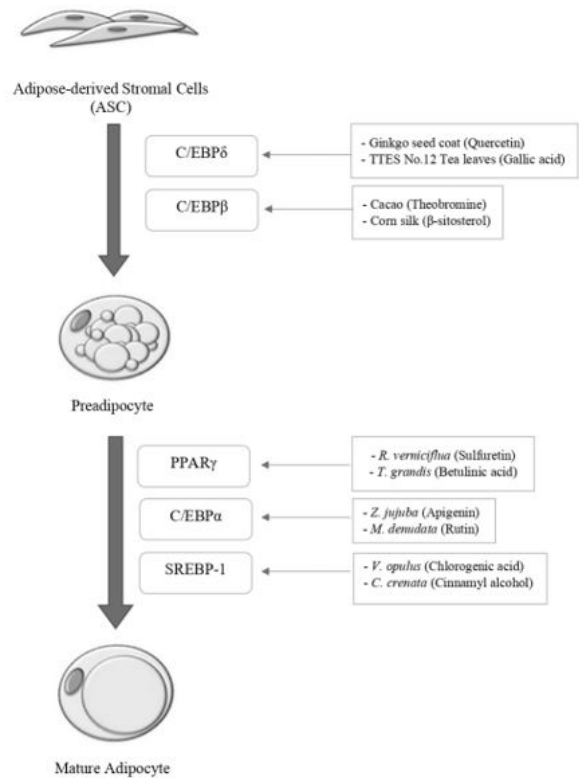 Adipose-derived Stromal Cells
(ASC)
C/EBPδ
- Ginkgo seed coat (Quercetin)
- TTES No.12 Tea leaves (Gallic acid)
C/EBPβ
- Cacao (Theobromine)
- Corn silk (β-sitosterol)
Preadipocyte
PPARγ
- R. verniciflua (Sulfuretin)
- T. grandis (Betulinic acid)
C/EBPα
- Z. jujuba (Apigenin)
- M. denudata (Rutin)
SREBP-1
- V. opulus (Chlorogenic acid)
- C. crenata (Cinnamyl alcohol)
Mature Adipocyte